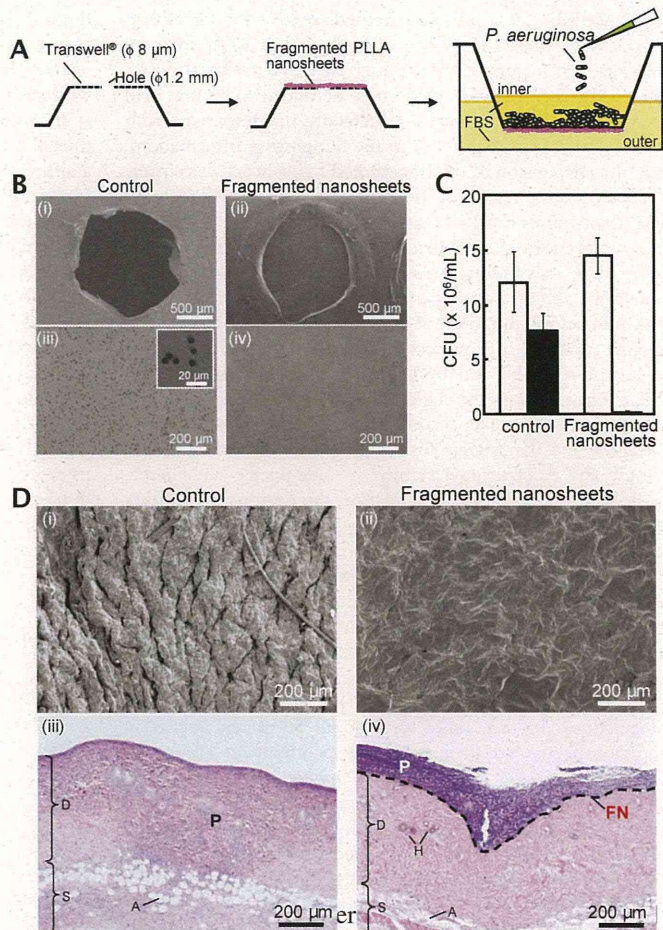 A
Transwell® (ϕ 8 μm)
Hole (ϕ1.2 mm)
Fragmented PLLA
nanosheets
P. aeruginosa
inner
FBS
outer
B
Control
Fragmented nanosheets
(i)
500 μm
(ii)
500 μm
(iii)
20 μm
200 μm
(iv)
200 μm
C
CFU (x 10⁶/mL)
20
15
10
5
0
control
Fragmented
nanosheets
D
Control
Fragmented nanosheets
(i)
200 μm
(ii)
200 μm
(iii)
D
P
S
A
200 μm
er
(iv)
P
FN
D
H
S
A
200 μm